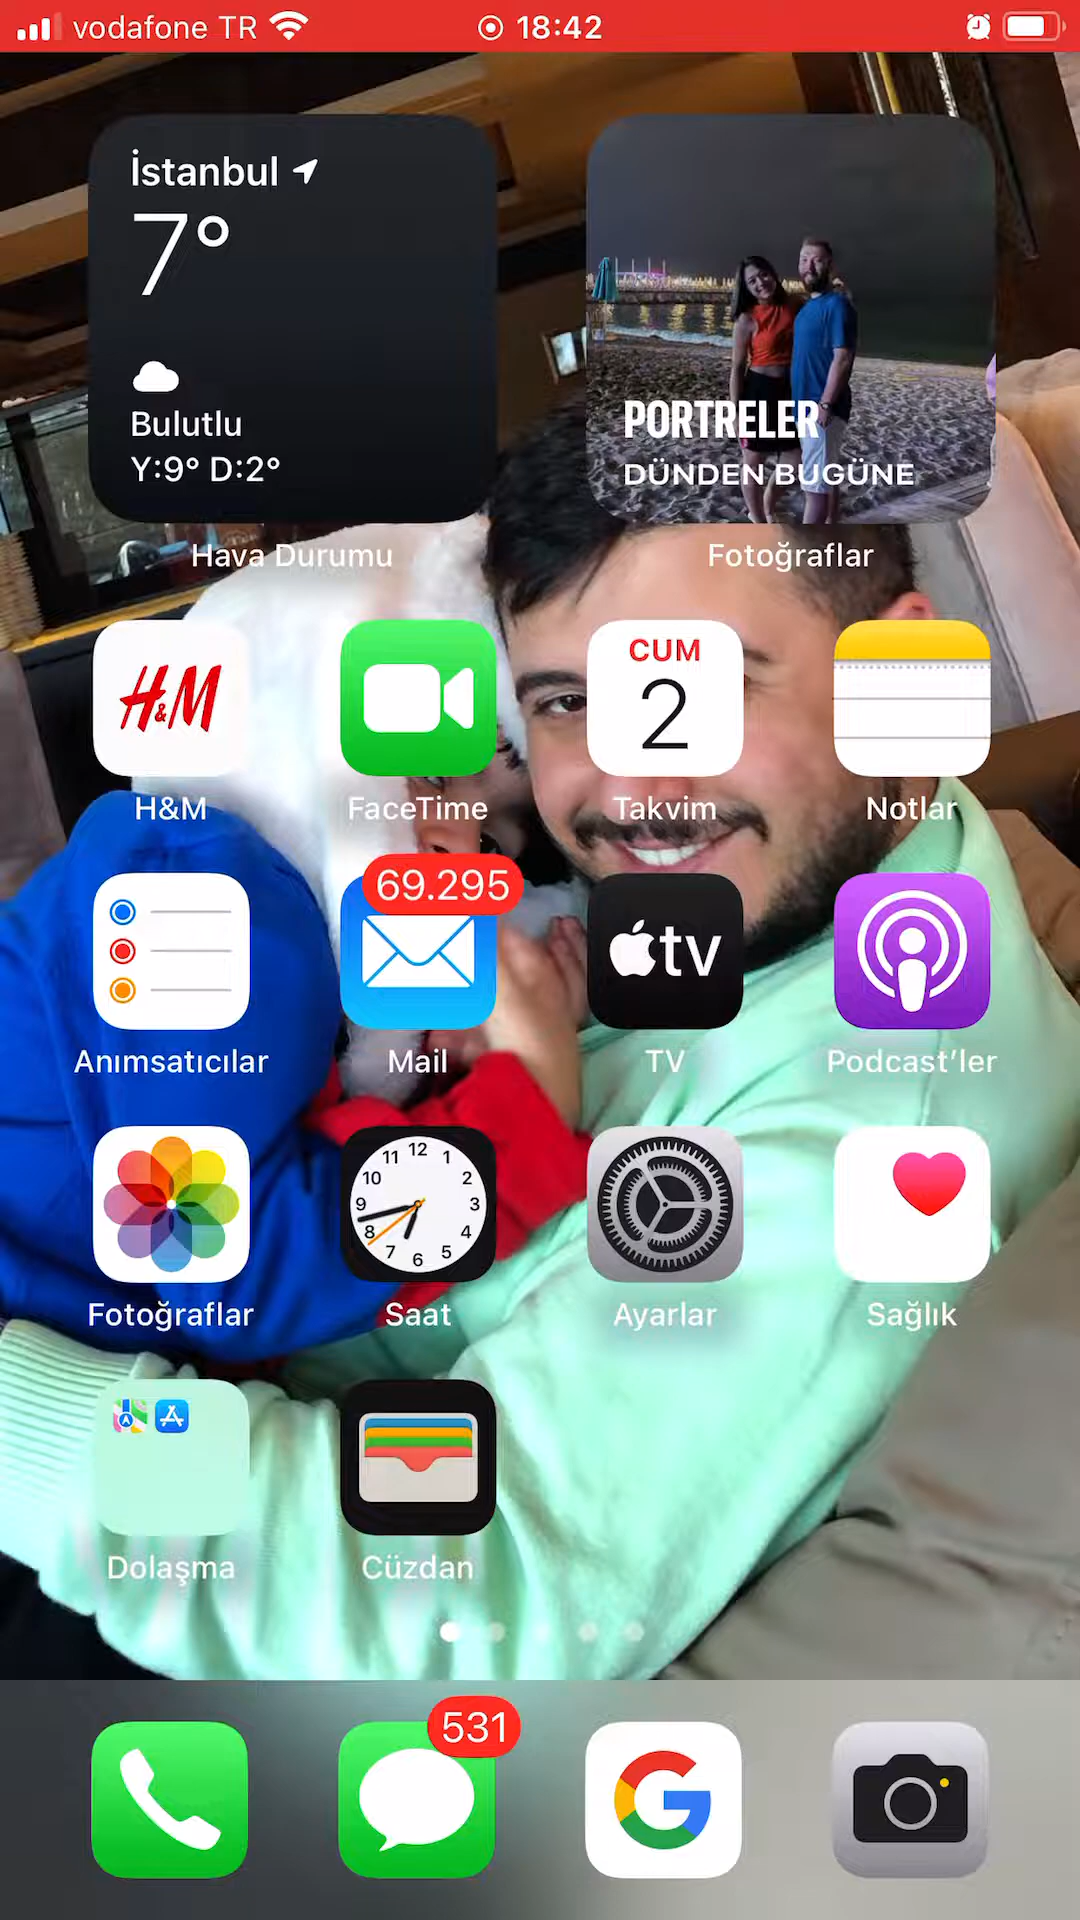 vodafone TR 18:42
İstanbul
7°
Bulutlu
Y:9° D:2°
Hava Durumu
PORTRELER
DÜNDEN BUGÜNE
Fotoğraflar
H&M
CUM
2
H&M FaceTime Takvim Notlar
69.295
tv
Anımsatıcılar Mail TV Podcast'ler
12 1 2 3 4 5 6 7 8 9 10 11
Fotoğraflar Saat Ayarlar Sağlık
Dolaşma Cüzdan
531
G